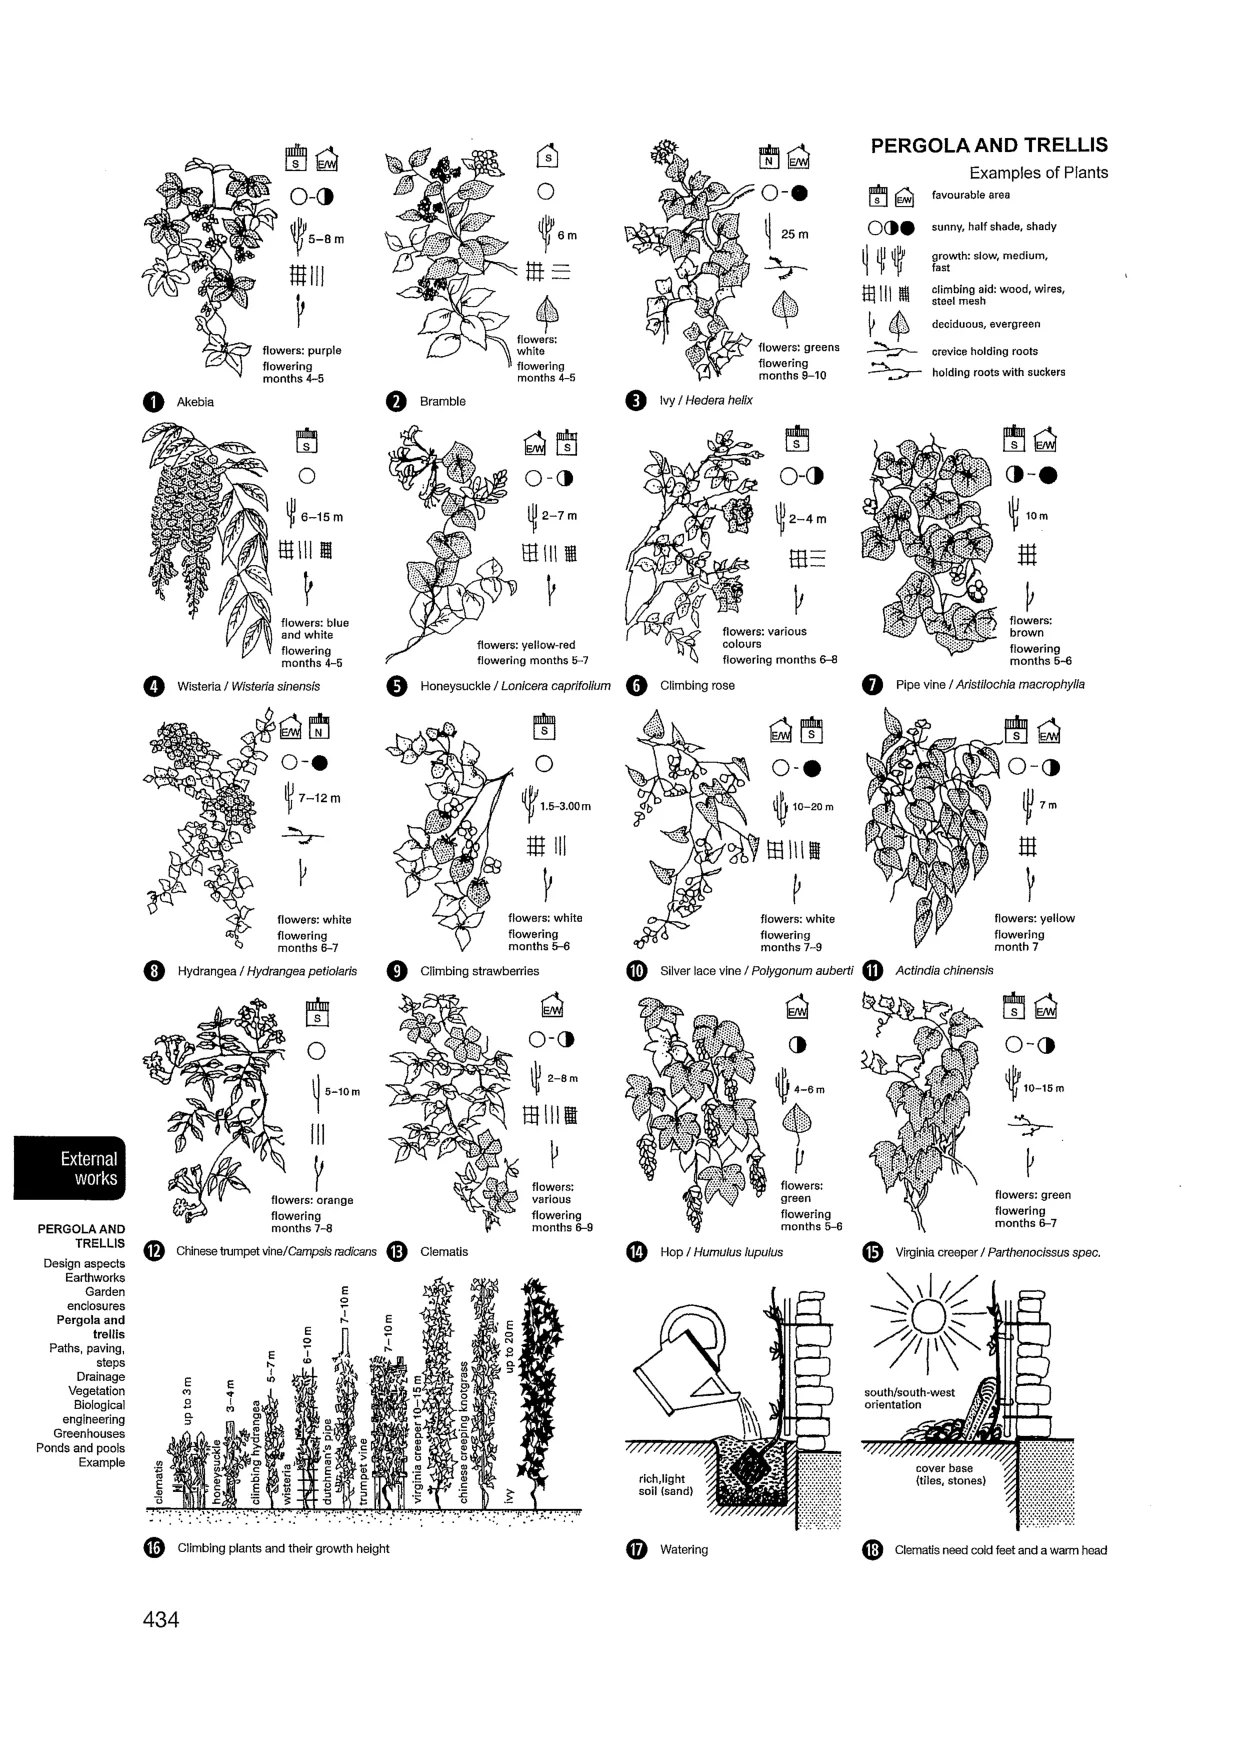 PERGOLA AND TRELLIS
Examples of Plants
S E/W favourable area
sunny, half shade, shady
growth: slow, medium,
fast
climbing aid: wood, wires,
steel mesh
deciduous, evergreen
crevice holding roots
holding roots with suckers
S E/W
5–8 m
flowers: purple
flowering
months 4–5
1 Akebia
S
6 m
flowers:
white
flowering
months 4–5
2 Bramble
N E/W
25 m
flowers: greens
flowering
months 9–10
3 Ivy / Hedera helix
S
6–15 m
flowers: blue
and white
flowering
months 4–5
4 Wisteria / Wisteria sinensis
E/W S
2–7 m
flowers: yellow-red
flowering months 5–7
5 Honeysuckle / Lonicera caprifolium
S
2–4 m
flowers: various
colours
flowering months 6–8
6 Climbing rose
S E/W
10 m
flowers:
brown
flowering
months 5–6
7 Pipe vine / Aristilochia macrophylla
E/W N
7–12 m
flowers: white
flowering
months 6–7
8 Hydrangea / Hydrangea petiolaris
S
1.5-3.00 m
flowers: white
flowering
months 5–6
9 Climbing strawberries
E/W S
10–20 m
flowers: white
flowering
months 7–9
10 Silver lace vine / Polygonum auberti
S E/W
7 m
flowers: yellow
flowering
month 7
11 Actindia chinensis
S
5–10 m
flowers: orange
flowering
months 7–8
12 Chinese trumpet vine/Campsis radicans
E/W
2–8 m
flowers:
various
flowering
months 6–9
13 Clematis
E/W
4–6 m
flowers:
green
flowering
months 5–6
14 Hop / Humulus lupulus
S E/W
10–15 m
flowers: green
flowering
months 6–7
15 Virginia creeper / Parthenocissus spec.
External
works
PERGOLA AND
TRELLIS
Design aspects
Earthworks
Garden
enclosures
Pergola and
trellis
Paths, paving,
steps
Drainage
Vegetation
Biological
engineering
Greenhouses
Ponds and pools
Example
clematis
up to 3 m
honeysuckle
3–4 m
climbing hydrangea
5–7 m
wisteria
6–10 m
dutchman's pipe
7–10 m
trumpet vine
7–10 m
virginia creeper 10–15 m
chinese creeping knotgrass
ivy
up to 20 m
16 Climbing plants and their growth height
rich,light
soil (sand)
17 Watering
south/south-west
orientation
cover base
(tiles, stones)
18 Clematis need cold feet and a warm head
434